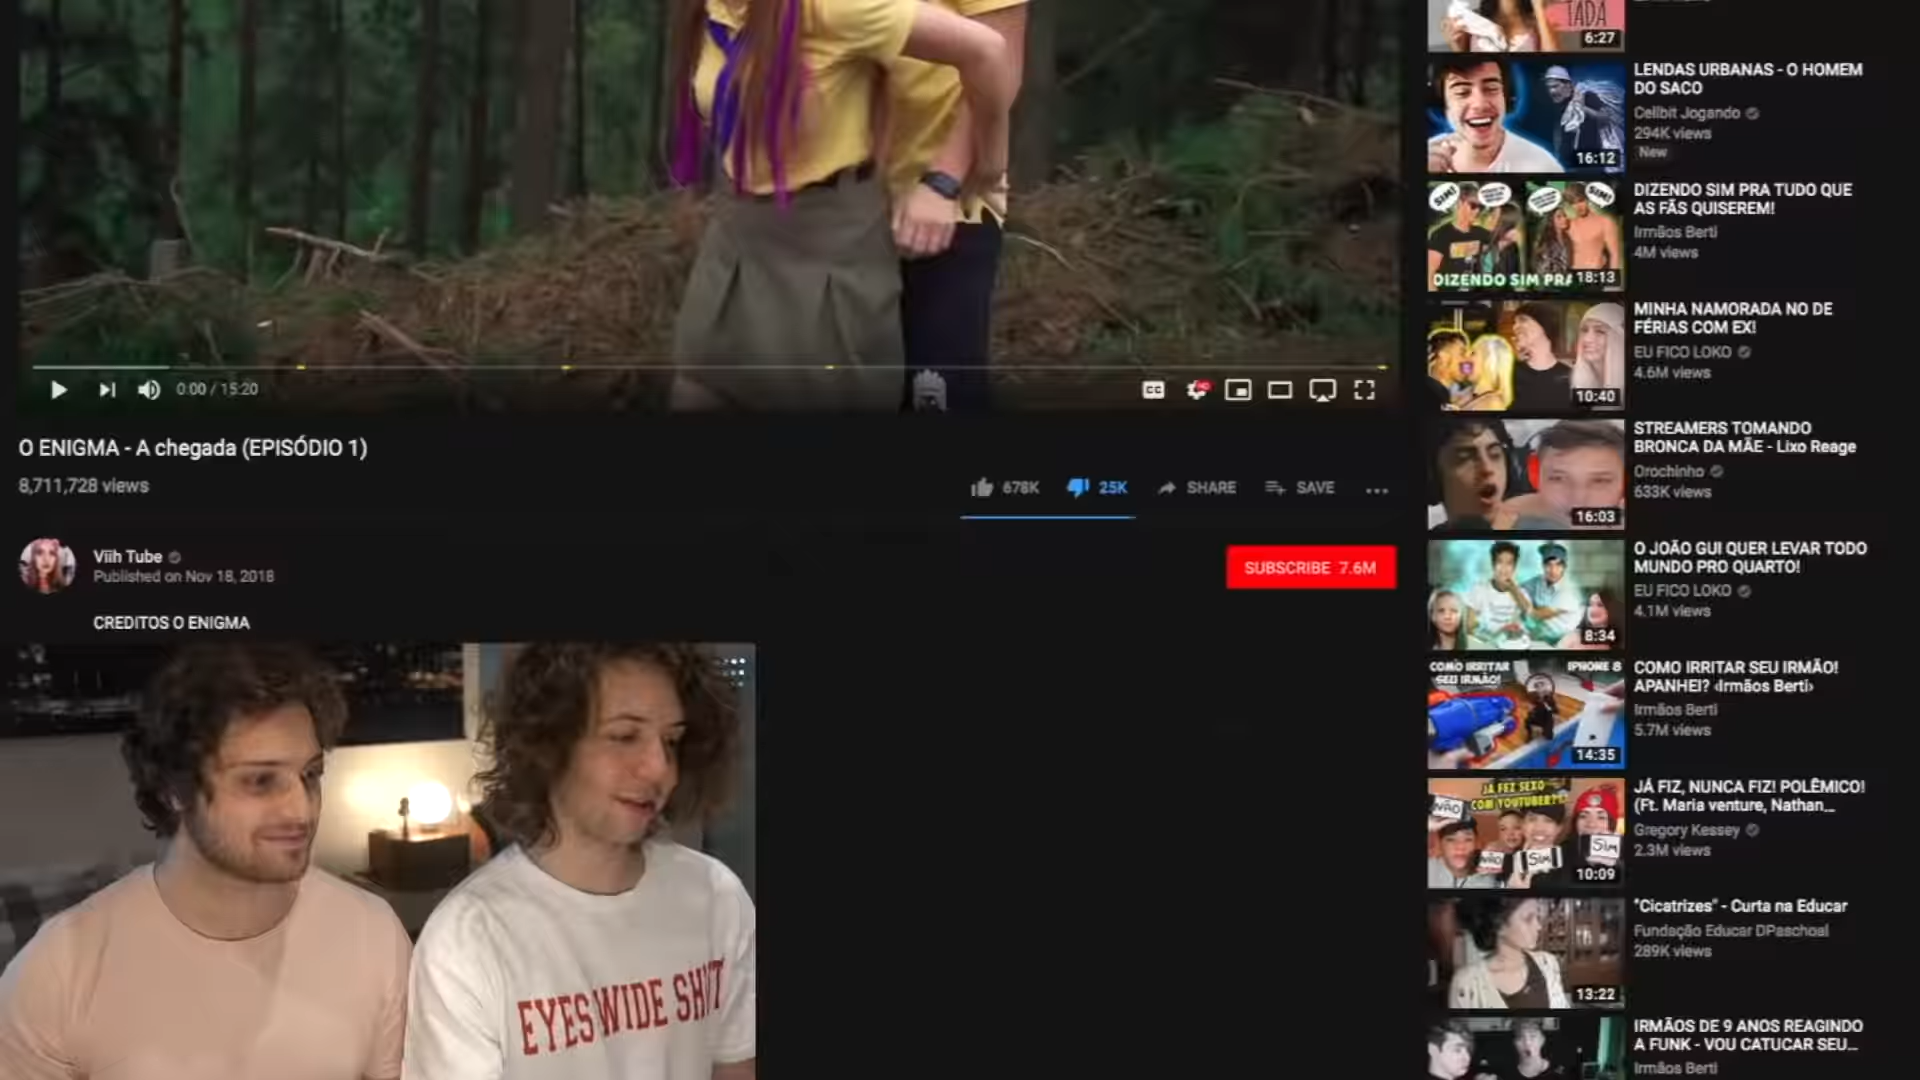 0:00 / 15:20
CC
HD
O ENIGMA - A chegada (EPISÓDIO 1)
8,711,728 views
678K
25K
SHARE
SAVE
Viih Tube
Published on Nov 18, 2018
SUBSCRIBE 7.6M
CREDITOS O ENIGMA
EYES WIDE SHUT
TADA
6:27
16:12
LENDAS URBANAS - O HOMEM
DO SACO
Cellbit Jogando
294K views
New
SIM!
SIM!
DIZENDO SIM PRA
18:13
DIZENDO SIM PRA TUDO QUE
AS FÃS QUISEREM!
Irmãos Berti
4M views
10:40
MINHA NAMORADA NO DE
FÉRIAS COM EX!
EU FICO LOKO
4.6M views
16:03
STREAMERS TOMANDO
BRONCA DA MÃE - Lixo Reage
Orochinho
633K views
8:34
O JOÃO GUI QUER LEVAR TODO
MUNDO PRO QUARTO!
EU FICO LOKO
4.1M views
COMO IRRITAR
SEU IRMÃO!
IPHONE 8
14:35
COMO IRRITAR SEU IRMÃO!
APANHEI? ‹Irmãos Berti›
Irmãos Berti
5.7M views
JÁ FEZ SEXO
COM YOUTUBER?!
NÃO
NÃO
SIM
SIM
10:09
JÁ FIZ, NUNCA FIZ! POLÊMICO!
(Ft. Maria venture, Nathan...
Gregory Kessey
2.3M views
13:22
"Cicatrizes" - Curta na Educar
Fundação Educar DPaschoal
289K views
IRMÃOS DE 9 ANOS REAGINDO
A FUNK - VOU CATUCAR SEU...
Irmãos Berti